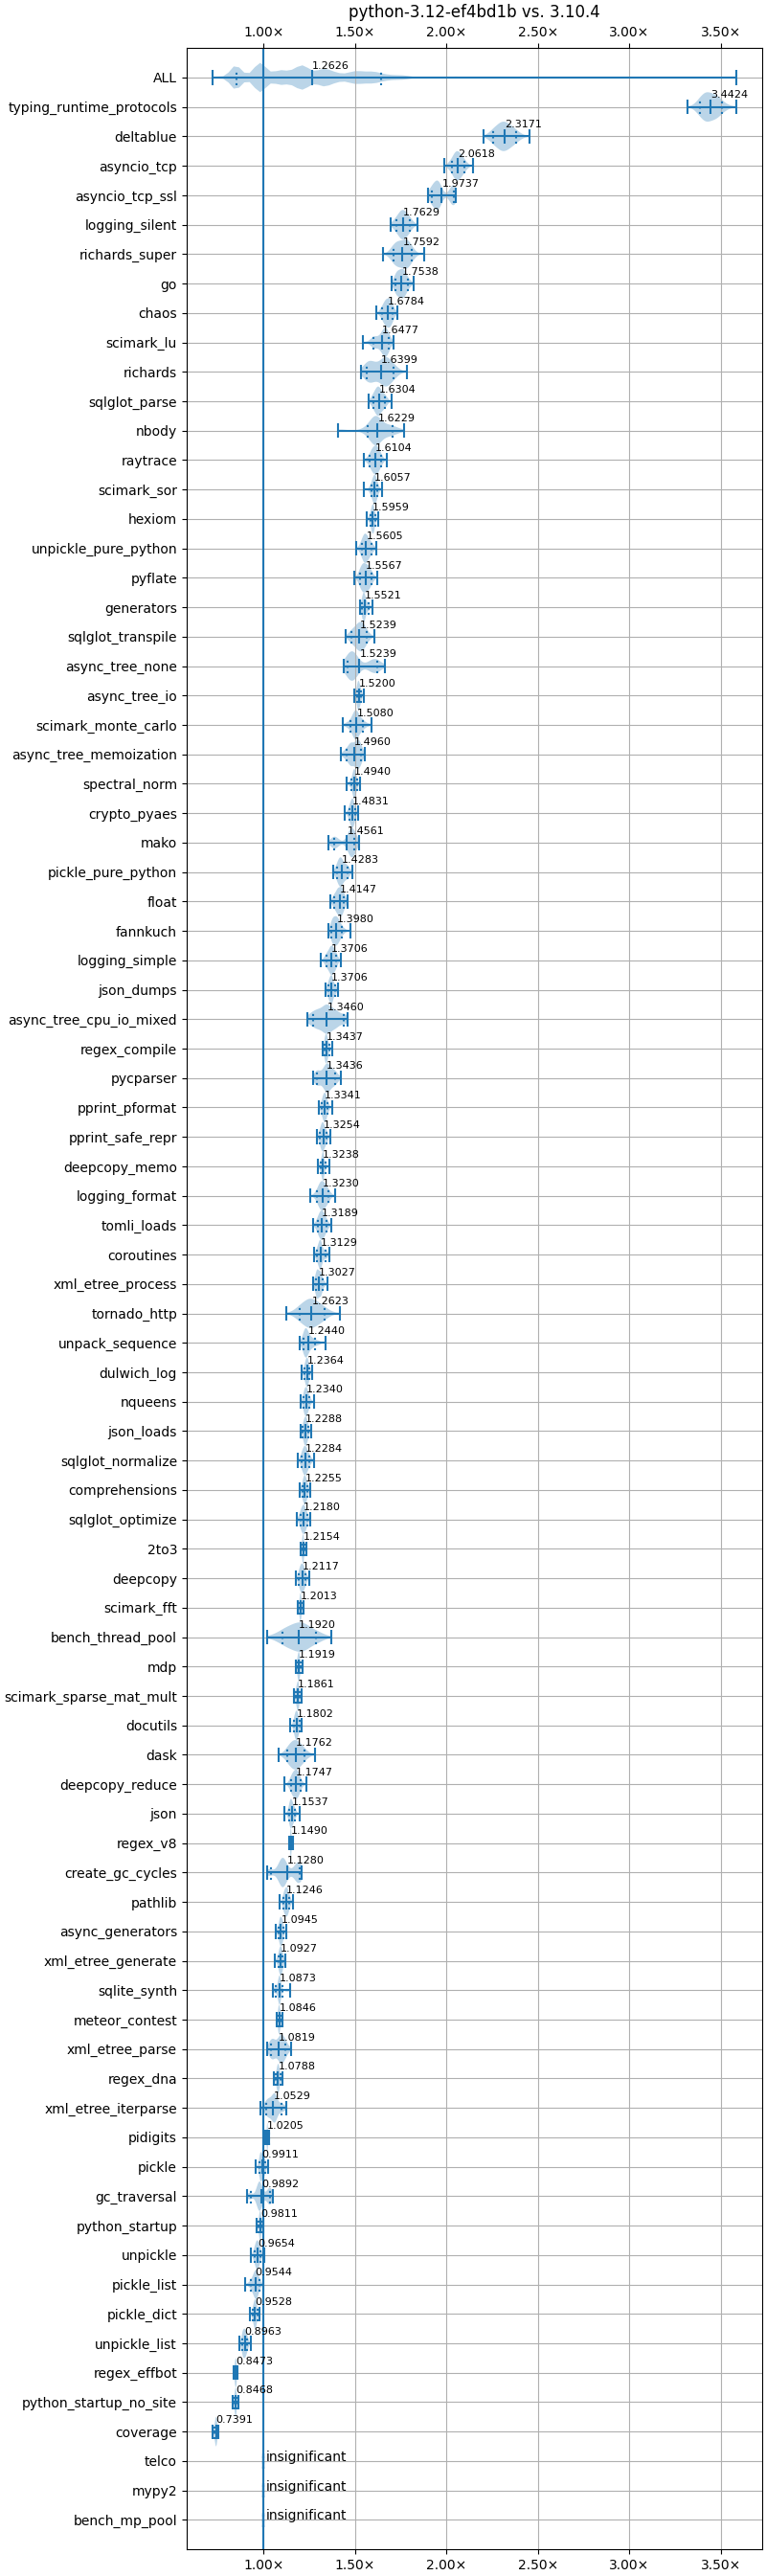 python-3.12-ef4bd1b vs. 3.10.4
1.00× 1.50× 2.00× 2.50× 3.00× 3.50×
ALL 1.2626
typing_runtime_protocols 3.4424
deltablue 2.3171
asyncio_tcp 2.0618
asyncio_tcp_ssl 1.9737
logging_silent 1.7629
richards_super 1.7592
go 1.7538
chaos 1.6784
scimark_lu 1.6477
richards 1.6399
sqlglot_parse 1.6304
nbody 1.6229
raytrace 1.6104
scimark_sor 1.6057
hexiom 1.5959
unpickle_pure_python 1.5605
pyflate 1.5567
generators 1.5521
sqlglot_transpile 1.5239
async_tree_none 1.5239
async_tree_io 1.5200
scimark_monte_carlo 1.5080
async_tree_memoization 1.4960
spectral_norm 1.4940
crypto_pyaes 1.4831
mako 1.4561
pickle_pure_python 1.4283
float 1.4147
fannkuch 1.3980
logging_simple 1.3706
json_dumps 1.3706
async_tree_cpu_io_mixed 1.3460
regex_compile 1.3437
pycparser 1.3436
pprint_pformat 1.3341
pprint_safe_repr 1.3254
deepcopy_memo 1.3238
logging_format 1.3230
tomli_loads 1.3189
coroutines 1.3129
xml_etree_process 1.3027
tornado_http 1.2623
unpack_sequence 1.2440
dulwich_log 1.2364
nqueens 1.2340
json_loads 1.2288
sqlglot_normalize 1.2284
comprehensions 1.2255
sqlglot_optimize 1.2180
2to3 1.2154
deepcopy 1.2117
scimark_fft 1.2013
bench_thread_pool 1.1920
mdp 1.1919
scimark_sparse_mat_mult 1.1861
docutils 1.1802
dask 1.1762
deepcopy_reduce 1.1747
json 1.1537
regex_v8 1.1490
create_gc_cycles 1.1280
pathlib 1.1246
async_generators 1.0945
xml_etree_generate 1.0927
sqlite_synth 1.0873
meteor_contest 1.0846
xml_etree_parse 1.0819
regex_dna 1.0788
xml_etree_iterparse 1.0529
pidigits 1.0205
pickle 0.9911
gc_traversal 0.9892
python_startup 0.9811
unpickle 0.9654
pickle_list 0.9544
pickle_dict 0.9528
unpickle_list 0.8963
regex_effbot 0.8473
python_startup_no_site 0.8468
coverage 0.7391
telco insignificant
mypy2 insignificant
bench_mp_pool insignificant
1.00× 1.50× 2.00× 2.50× 3.00× 3.50×